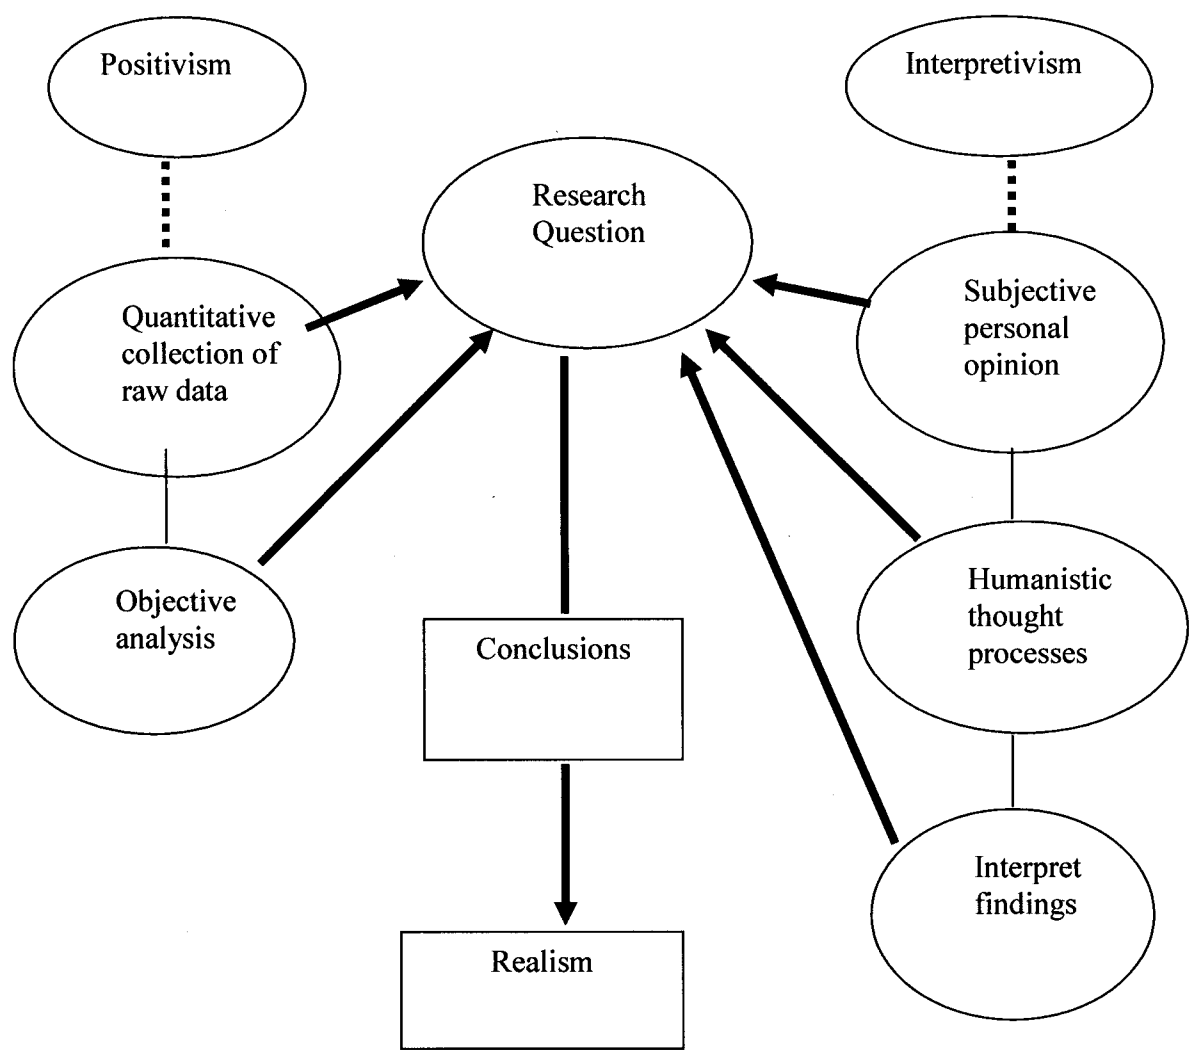 Positivism
Interpretivism
Research
Question
Quantitative
collection of
raw data
Subjective
personal
opinion
Objective
analysis
Humanistic
thought
processes
Conclusions
Interpret
findings
Realism